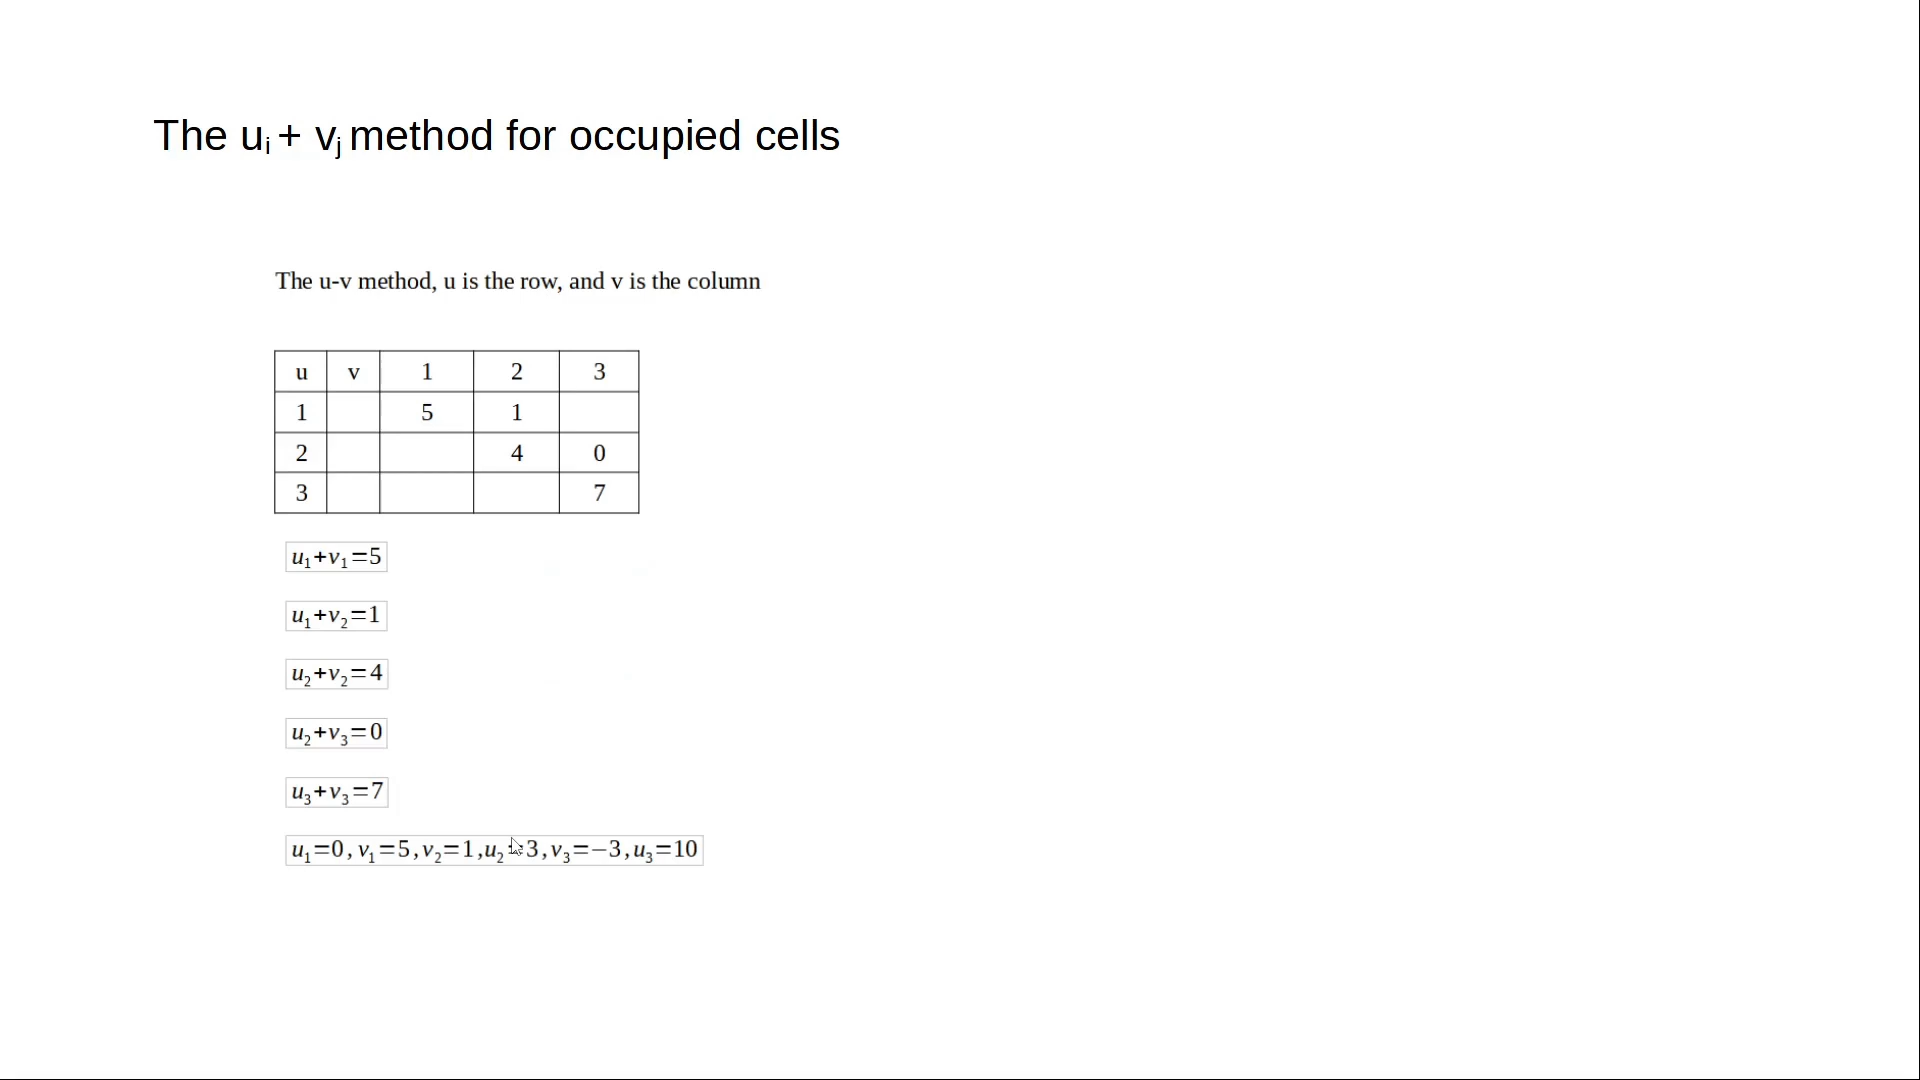 The uᵢ + vⱼ method for occupied cells
The u-v method, u is the row, and v is the column
u v 1 2 3
1 5 1
2 4 0
3 7
u₁+v₁=5
u₁+v₂=1
u₂+v₂=4
u₂+v₃=0
u₃+v₃=7
u₁=0, v₁=5, v₂=1, u₂=3, v₃=−3, u₃=10